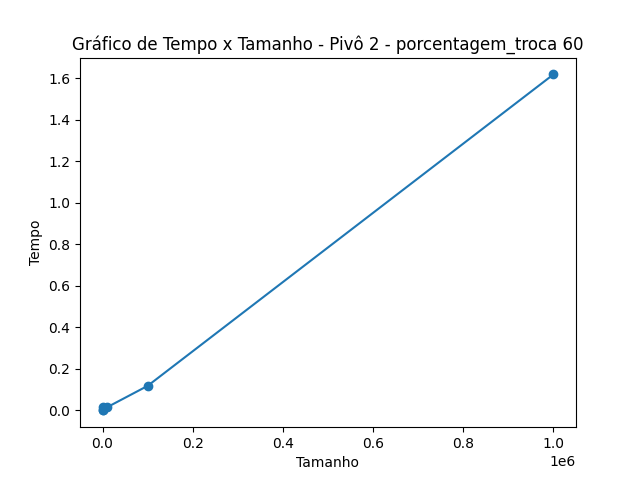 Gráfico de Tempo x Tamanho - Pivô 2 - porcentagem_troca 60
1.6
1.4
1.2
1.0
0.8
0.6
0.4
0.2
0.0
Tempo
0.0 0.2 0.4 0.6 0.8 1.0
Tamanho
1e6